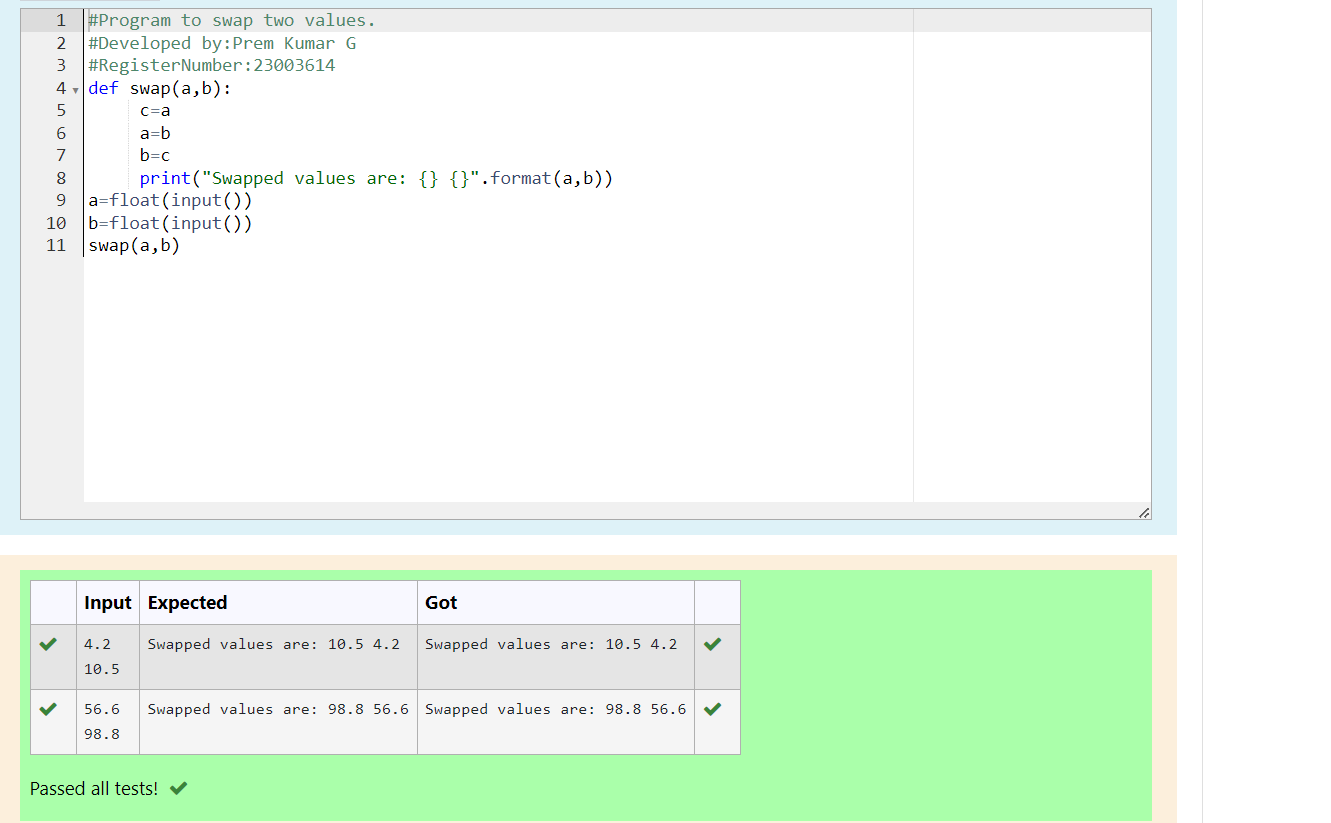 1 #Program to swap two values.
2 #Developed by:Prem Kumar G
3 #RegisterNumber:23003614
4 def swap(a,b):
5 c=a
6 a=b
7 b=c
8 print("Swapped values are: {} {}".format(a,b))
9 a=float(input())
10 b=float(input())
11 swap(a,b)
Input Expected Got
4.2 Swapped values are: 10.5 4.2 Swapped values are: 10.5 4.2
10.5
56.6 Swapped values are: 98.8 56.6 Swapped values are: 98.8 56.6
98.8
Passed all tests!